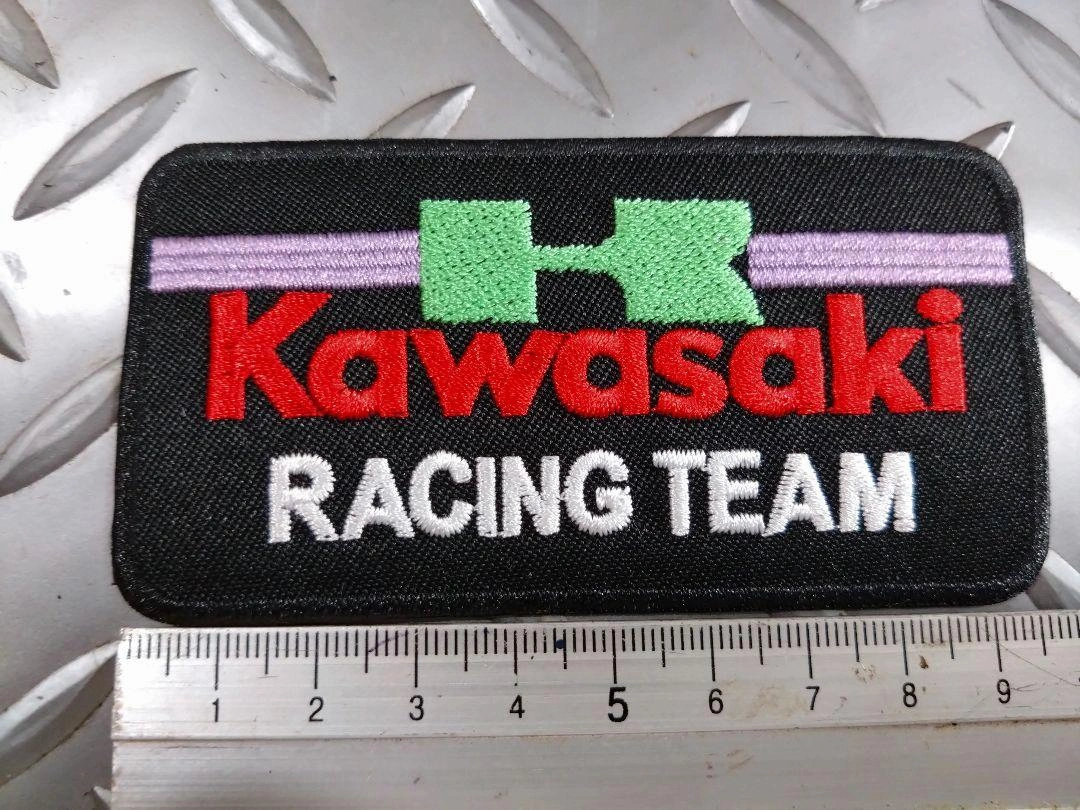 K
Kawasaki
RACING TEAM
1 2 3 4 5 6 7 8 9